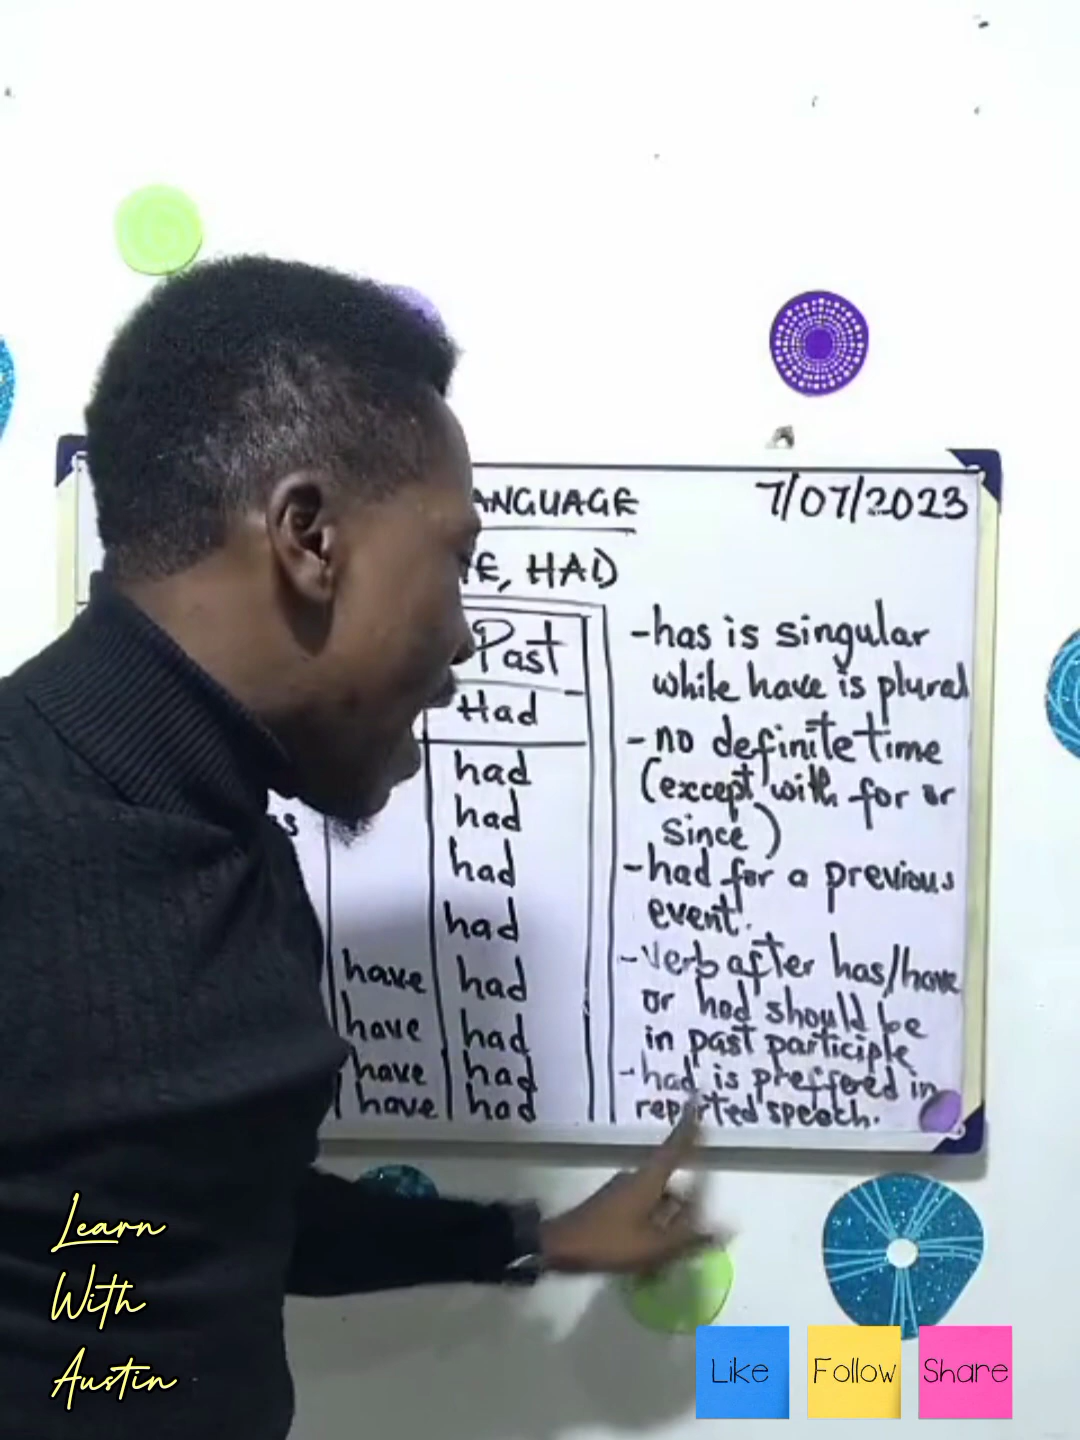 ANGUAGE
7/07/2023
E, HAD
Past
Had
had
had
had
had
have had
have had
have had
have had
-has is singular
while have is plural
-no definite time
(except with for or
since)
-had for a previous
event.
-verb after has/have
or had should be
in past participle
-had is preffered in
reported speech.
Learn
With
Austin
Like
Follow
Share